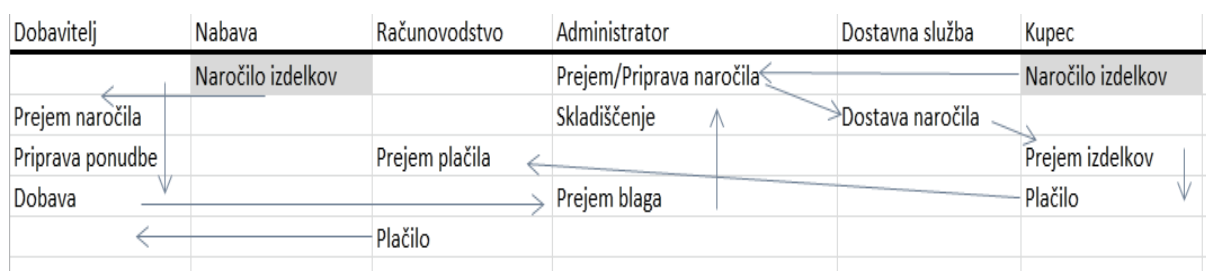 Dobavitelj Nabava Računovodstvo Administrator Dostavna služba Kupec
Naročilo izdelkov Prejem/Priprava naročila Naročilo izdelkov
Prejem naročila Skladiščenje Dostava naročila
Priprava ponudbe Prejem plačila Prejem izdelkov
Dobava Prejem blaga Plačilo
Plačilo